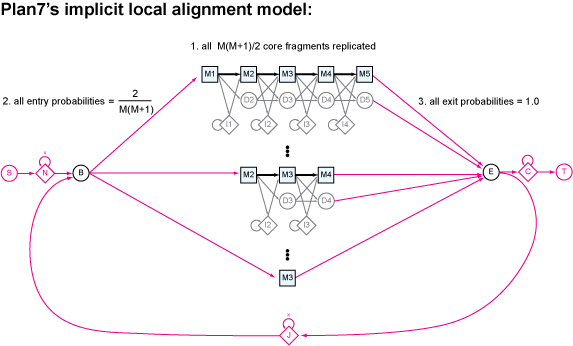 Plan7's implicit local alignment model:
1. all M(M+1)/2 core fragments replicated
M1 M2 M3 M4 M5
2. all entry probabilities = 2
M(M+1)
3. all exit probabilities = 1.0
D2 D3 D4 D5
I1 I2 I3 I4
x
S N B
M2 M3 M4
E C T
D3 D4
I2 I3
M3
x
J